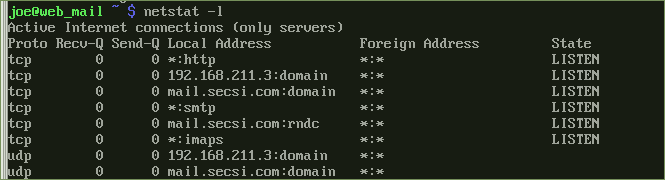 joe@web_mail ~ $ netstat -l
Active Internet connections (only servers)
Proto Recv-Q Send-Q Local Address           Foreign Address         State
tcp        0      0 *:http                  *:*                     LISTEN
tcp        0      0 192.168.211.3:domain    *:*                     LISTEN
tcp        0      0 mail.secsi.com:domain   *:*                     LISTEN
tcp        0      0 *:smtp                  *:*                     LISTEN
tcp        0      0 mail.secsi.com:rndc     *:*                     LISTEN
tcp        0      0 *:imaps                 *:*                     LISTEN
udp        0      0 192.168.211.3:domain    *:*
udp        0      0 mail.secsi.com:domain   *:*